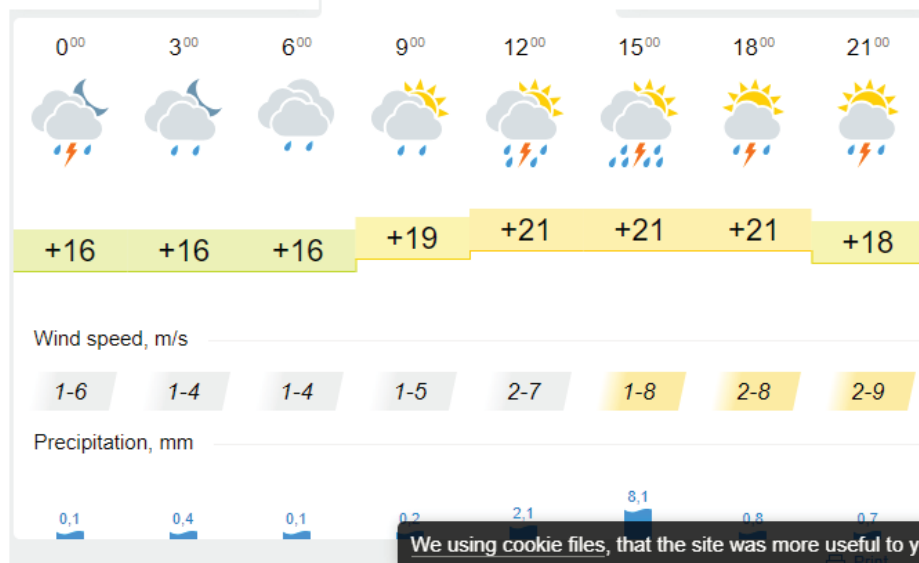 0⁰⁰ 3⁰⁰ 6⁰⁰ 9⁰⁰ 12⁰⁰ 15⁰⁰ 18⁰⁰ 21⁰⁰
+16 +16 +16 +19 +21 +21 +21 +18
Wind speed, m/s
1-6 1-4 1-4 1-5 2-7 1-8 2-8 2-9
Precipitation, mm
0,1 0,4 0,1 0,2 2,1 8,1 0,8 0,7
We using cookie files, that the site was more useful to y
Print